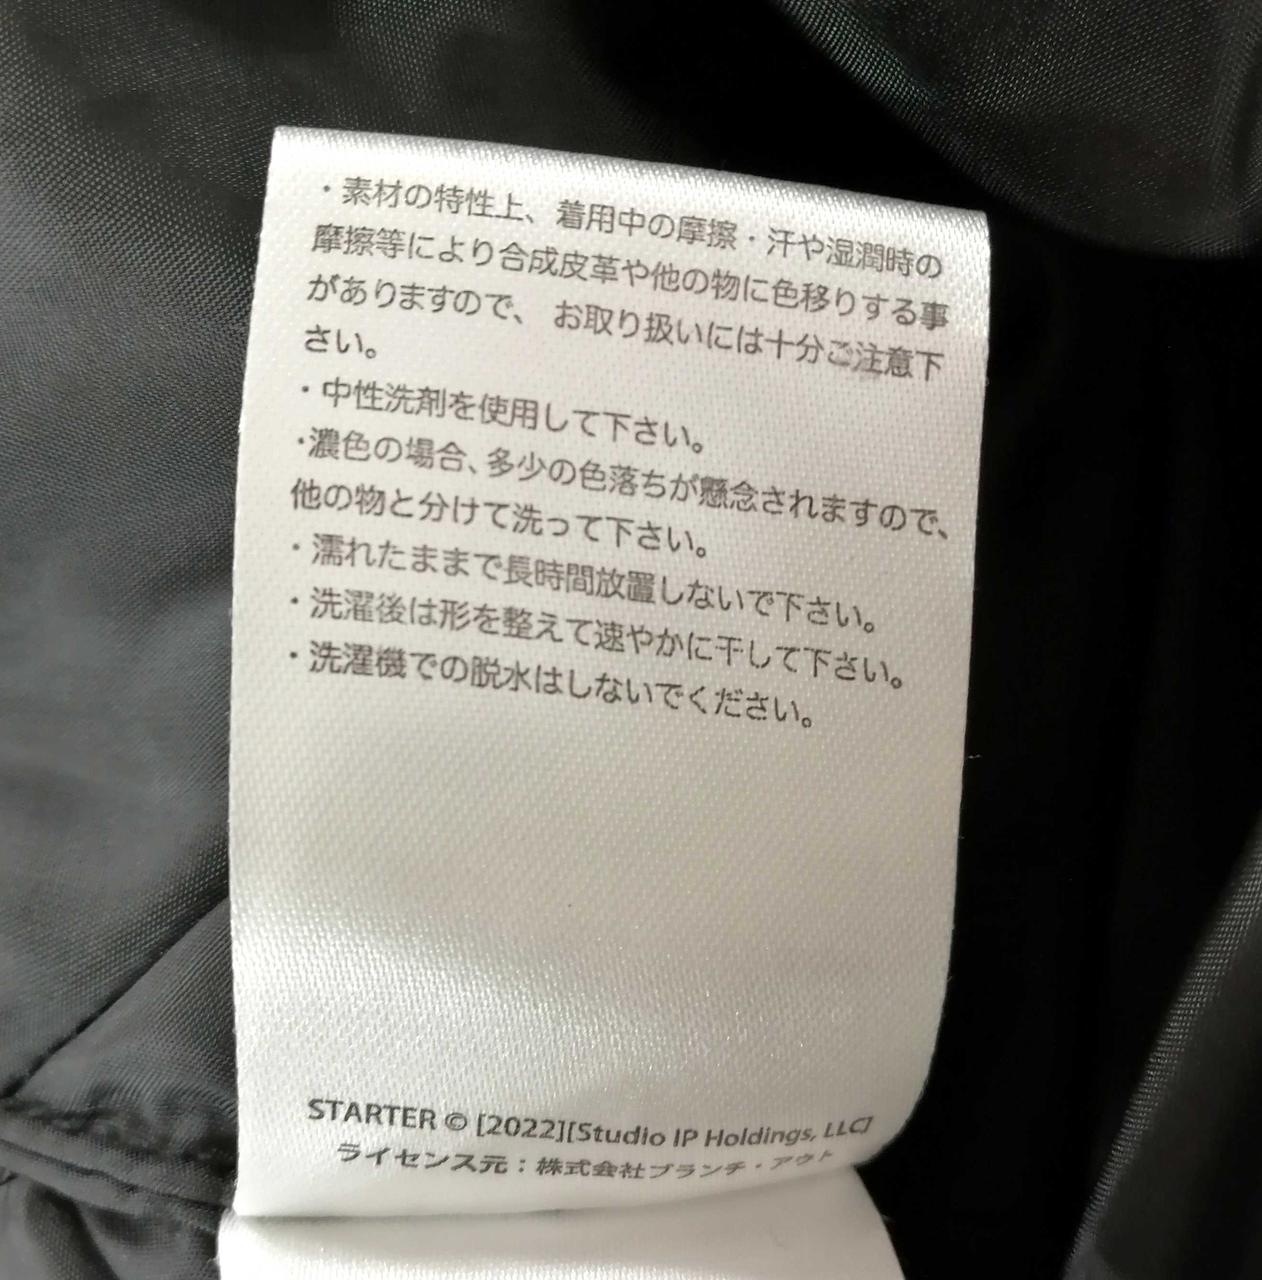 ・素材の特性上、着用中の摩擦・汗や湿潤時の
摩擦等により合成皮革や他の物に色移りする事
がありますので、お取り扱いには十分ご注意下
さい。
・中性洗剤を使用して下さい。
・濃色の場合、多少の色落ちが懸念されますので、
他の物と分けて洗って下さい。
・濡れたままで長時間放置しないで下さい。
・洗濯後は形を整えて速やかに干して下さい。
・洗濯機での脱水はしないでください。
STARTER © [2022][Studio IP Holdings, LLC]
ライセンス元：株式会社ブランチ・アウト